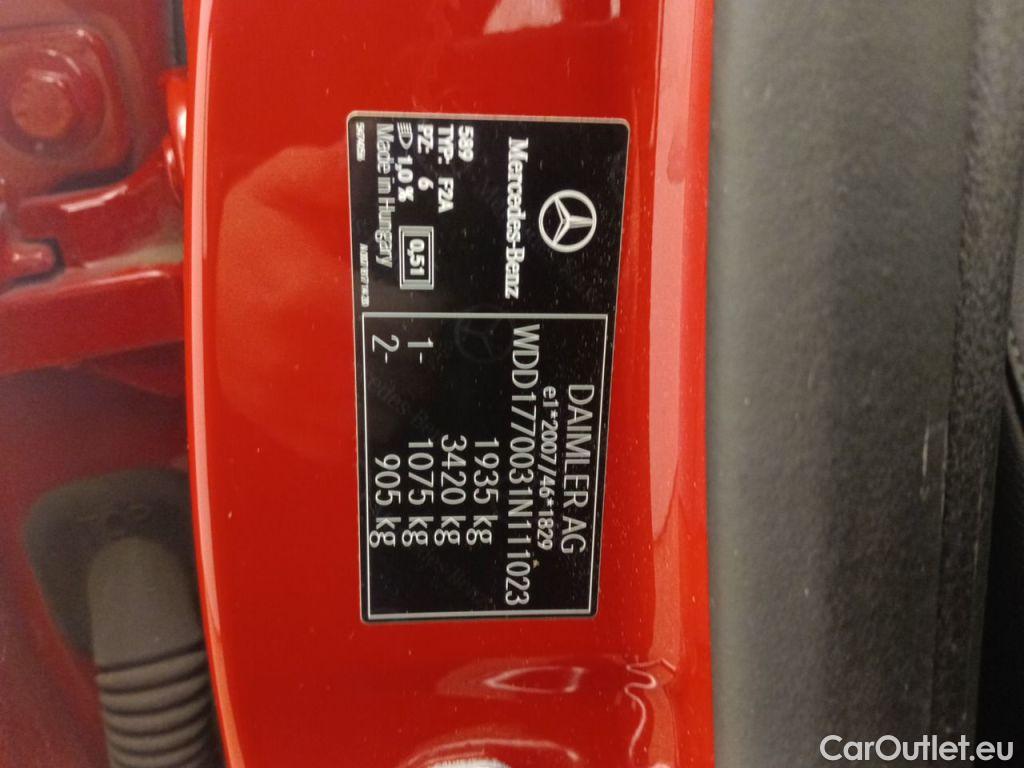 Mercedes-Benz
589
TYP: F2A
PZ: 6
1,0 %
0,51
Made in Hungary
DAIMLER AG
e1*2007/46*1829
WDD1770031N111023
1935 kg
3420 kg
1- 1075 kg
2- 905 kg
CarOutlet.eu